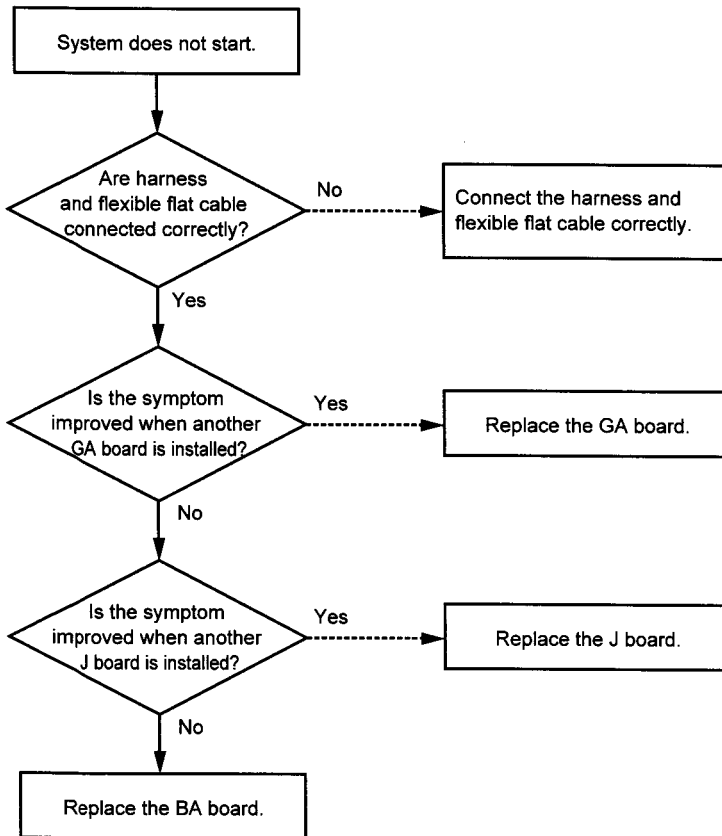 System does not start.
Are harness
and flexible flat cable
connected correctly?
No
Connect the harness and
flexible flat cable correctly.
Yes
Is the symptom
improved when another
GA board is installed?
Yes
Replace the GA board.
No
Is the symptom
improved when another
J board is installed?
Yes
Replace the J board.
No
Replace the BA board.